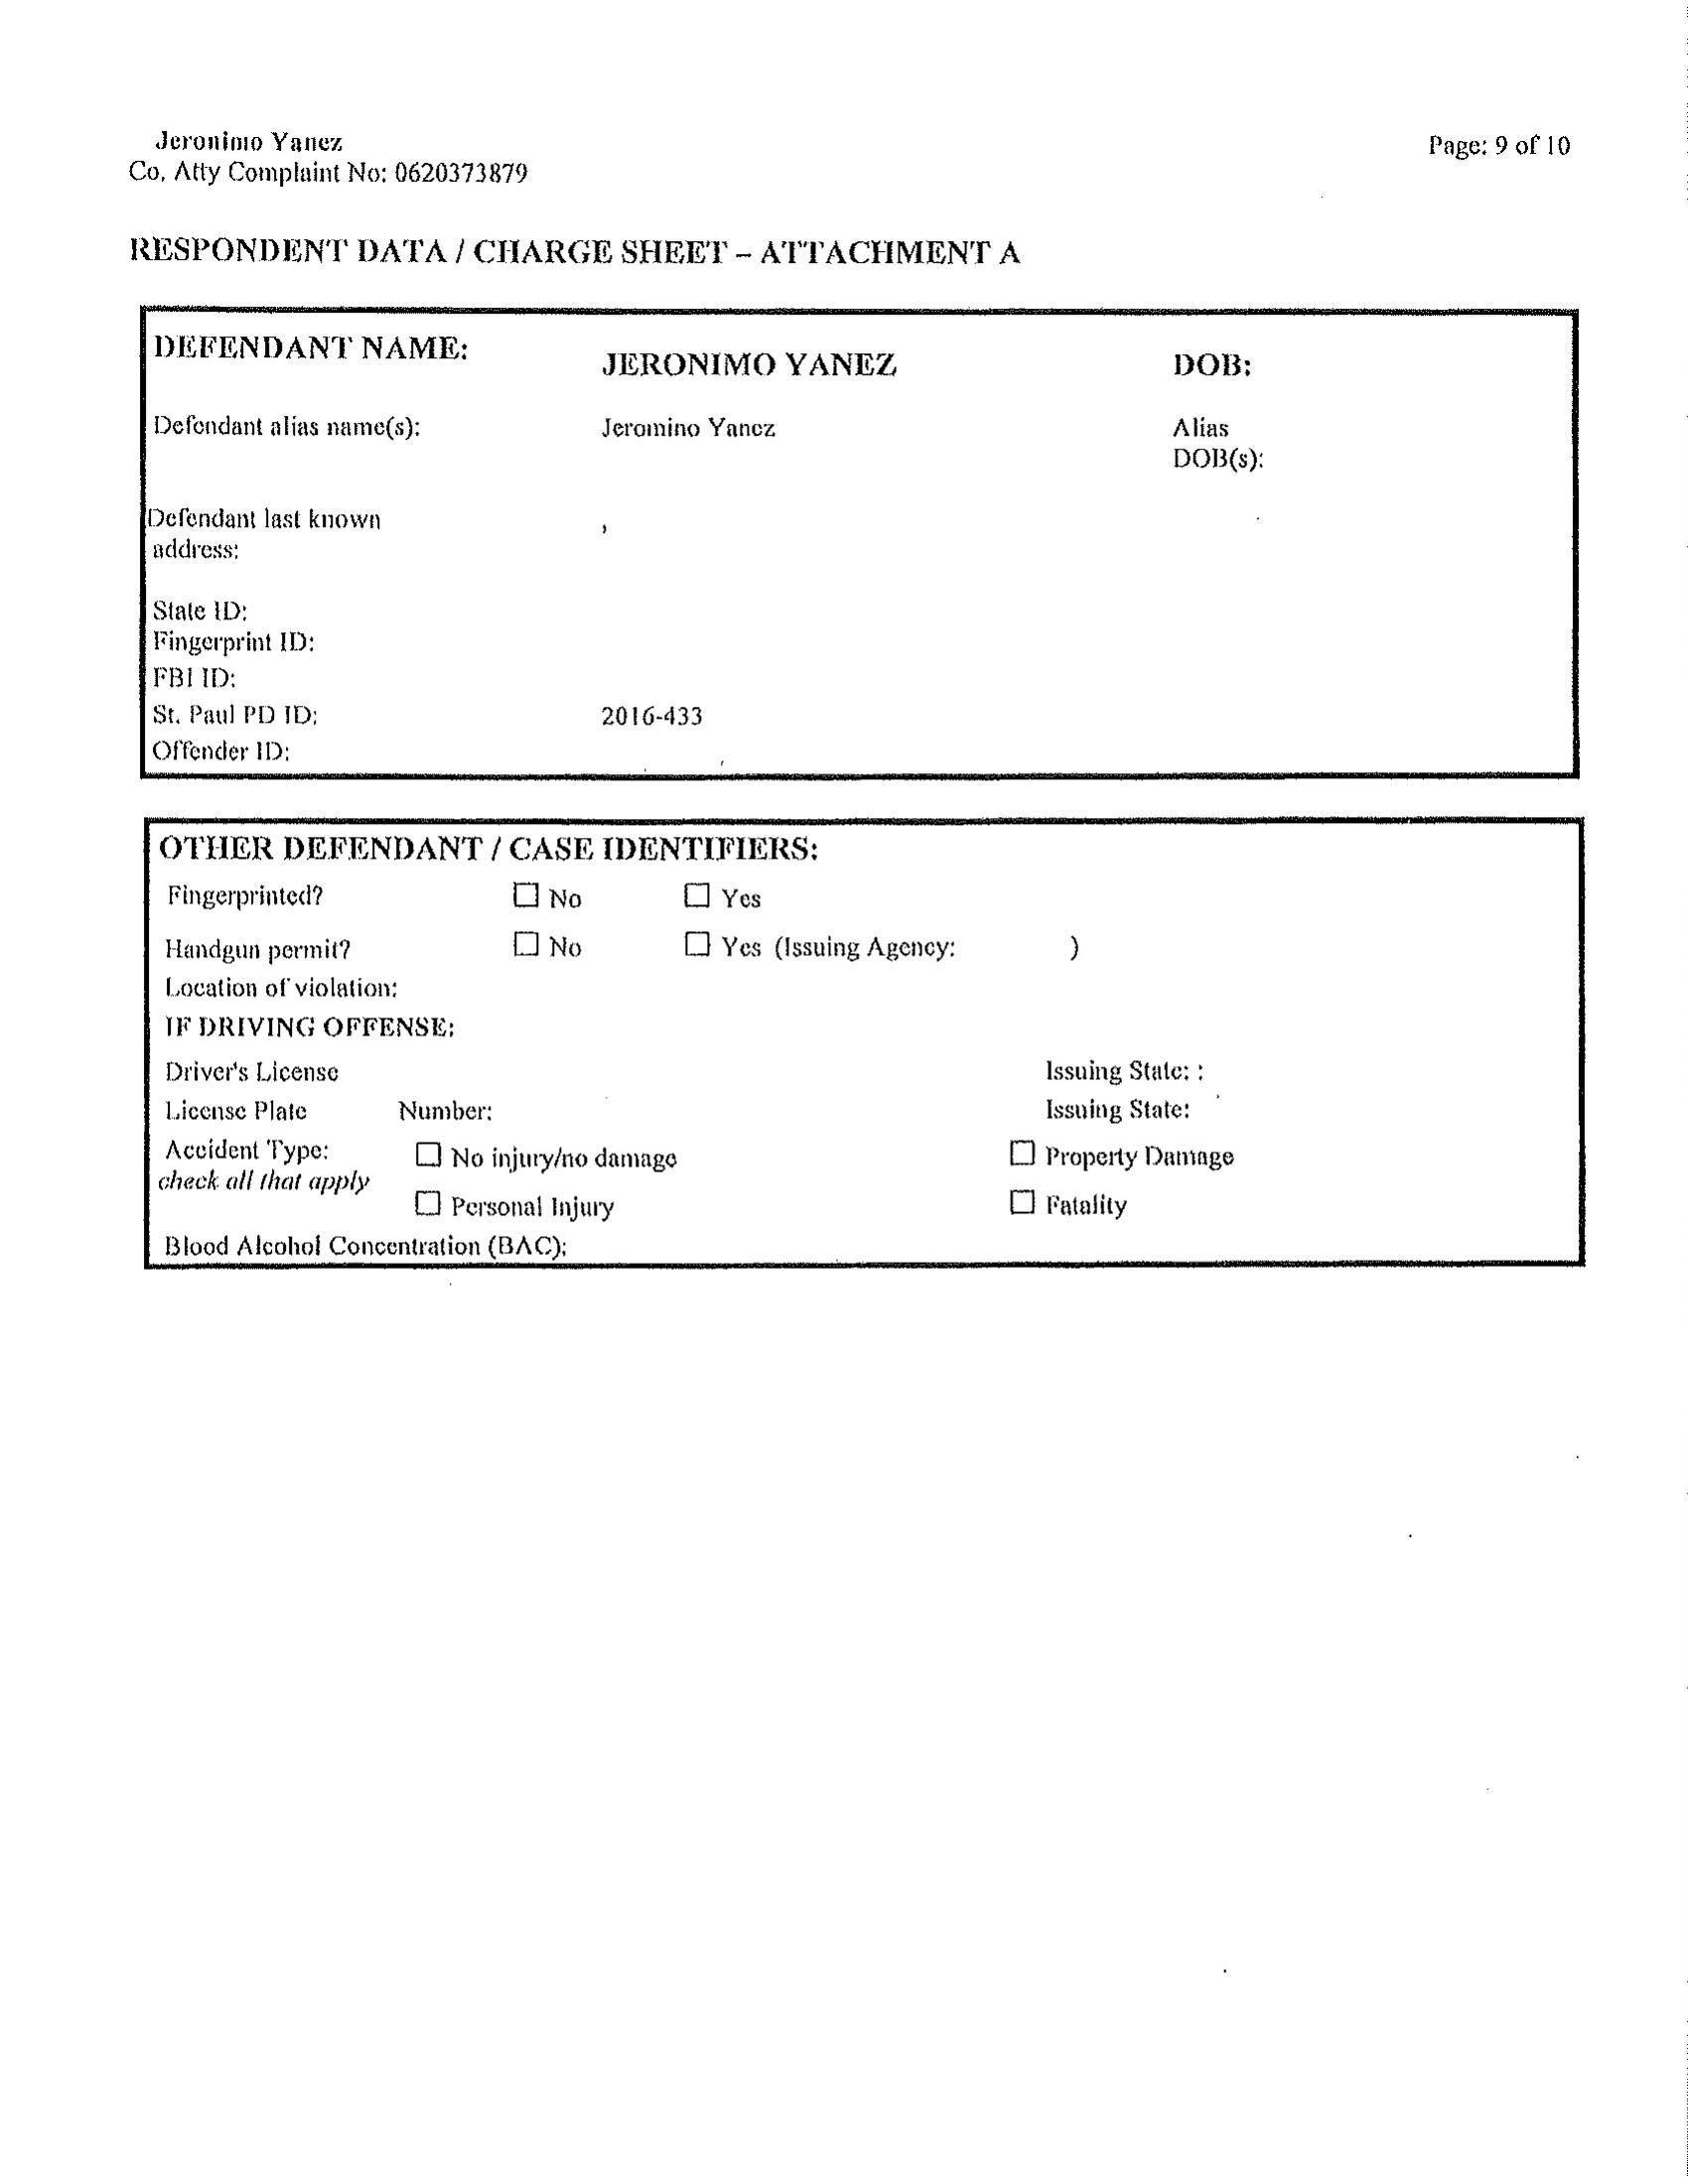 Jeronimo Yanez
Page: 9 of 10
Co. Atty Complaint No: 0620373879
RESPONDENT DATA / CHARGE SHEET – ATTACHMENT A
DEFENDANT NAME: JERONIMO YANEZ DOB:
Defendant alias name(s): Jeromino Yanez Alias
DOB(s):
Defendant last known ,
address:
State ID:
Fingerprint ID:
FBI ID:
St. Paul PD ID: 2016-433
Offender ID:
OTHER DEFENDANT / CASE IDENTIFIERS:
Fingerprinted? ☐ No ☐ Yes
Handgun permit? ☐ No ☐ Yes (Issuing Agency: )
Location of violation:
IF DRIVING OFFENSE:
Driver's License Issuing State: :
License Plate Number: Issuing State:
Accident Type: ☐ No injury/no damage ☐ Property Damage
check all that apply
☐ Personal Injury ☐ Fatality
Blood Alcohol Concentration (BAC):